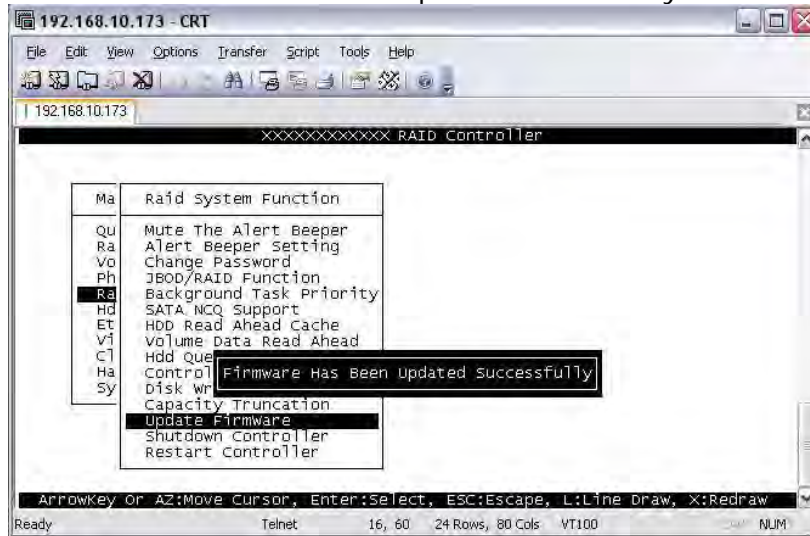 192.168.10.173 - CRT
File Edit View Options Transfer Script Tools Help
192.168.10.173
XXXXXXXXXXXX RAID Controller
Ma
Raid System Function
Qu
Mute The Alert Beeper
Ra
Alert Beeper Setting
Vo
Change Password
Ph
JBOD/RAID Function
Ra
Background Task Priority
Hd
SATA NCQ Support
Et
HDD Read Ahead Cache
Vi
Volume Data Read Ahead
Cl
Hdd Que
Ha
Control
Firmware Has Been Updated Successfully
Sy
Disk Wr
Capacity Truncation
Update Firmware
Shutdown Controller
Restart Controller
ArrowKey Or AZ:Move Cursor, Enter:Select, ESC:Escape, L:Line Draw, X:Redraw
Ready Telnet 16, 60 24 Rows, 80 Cols VT100 NUM